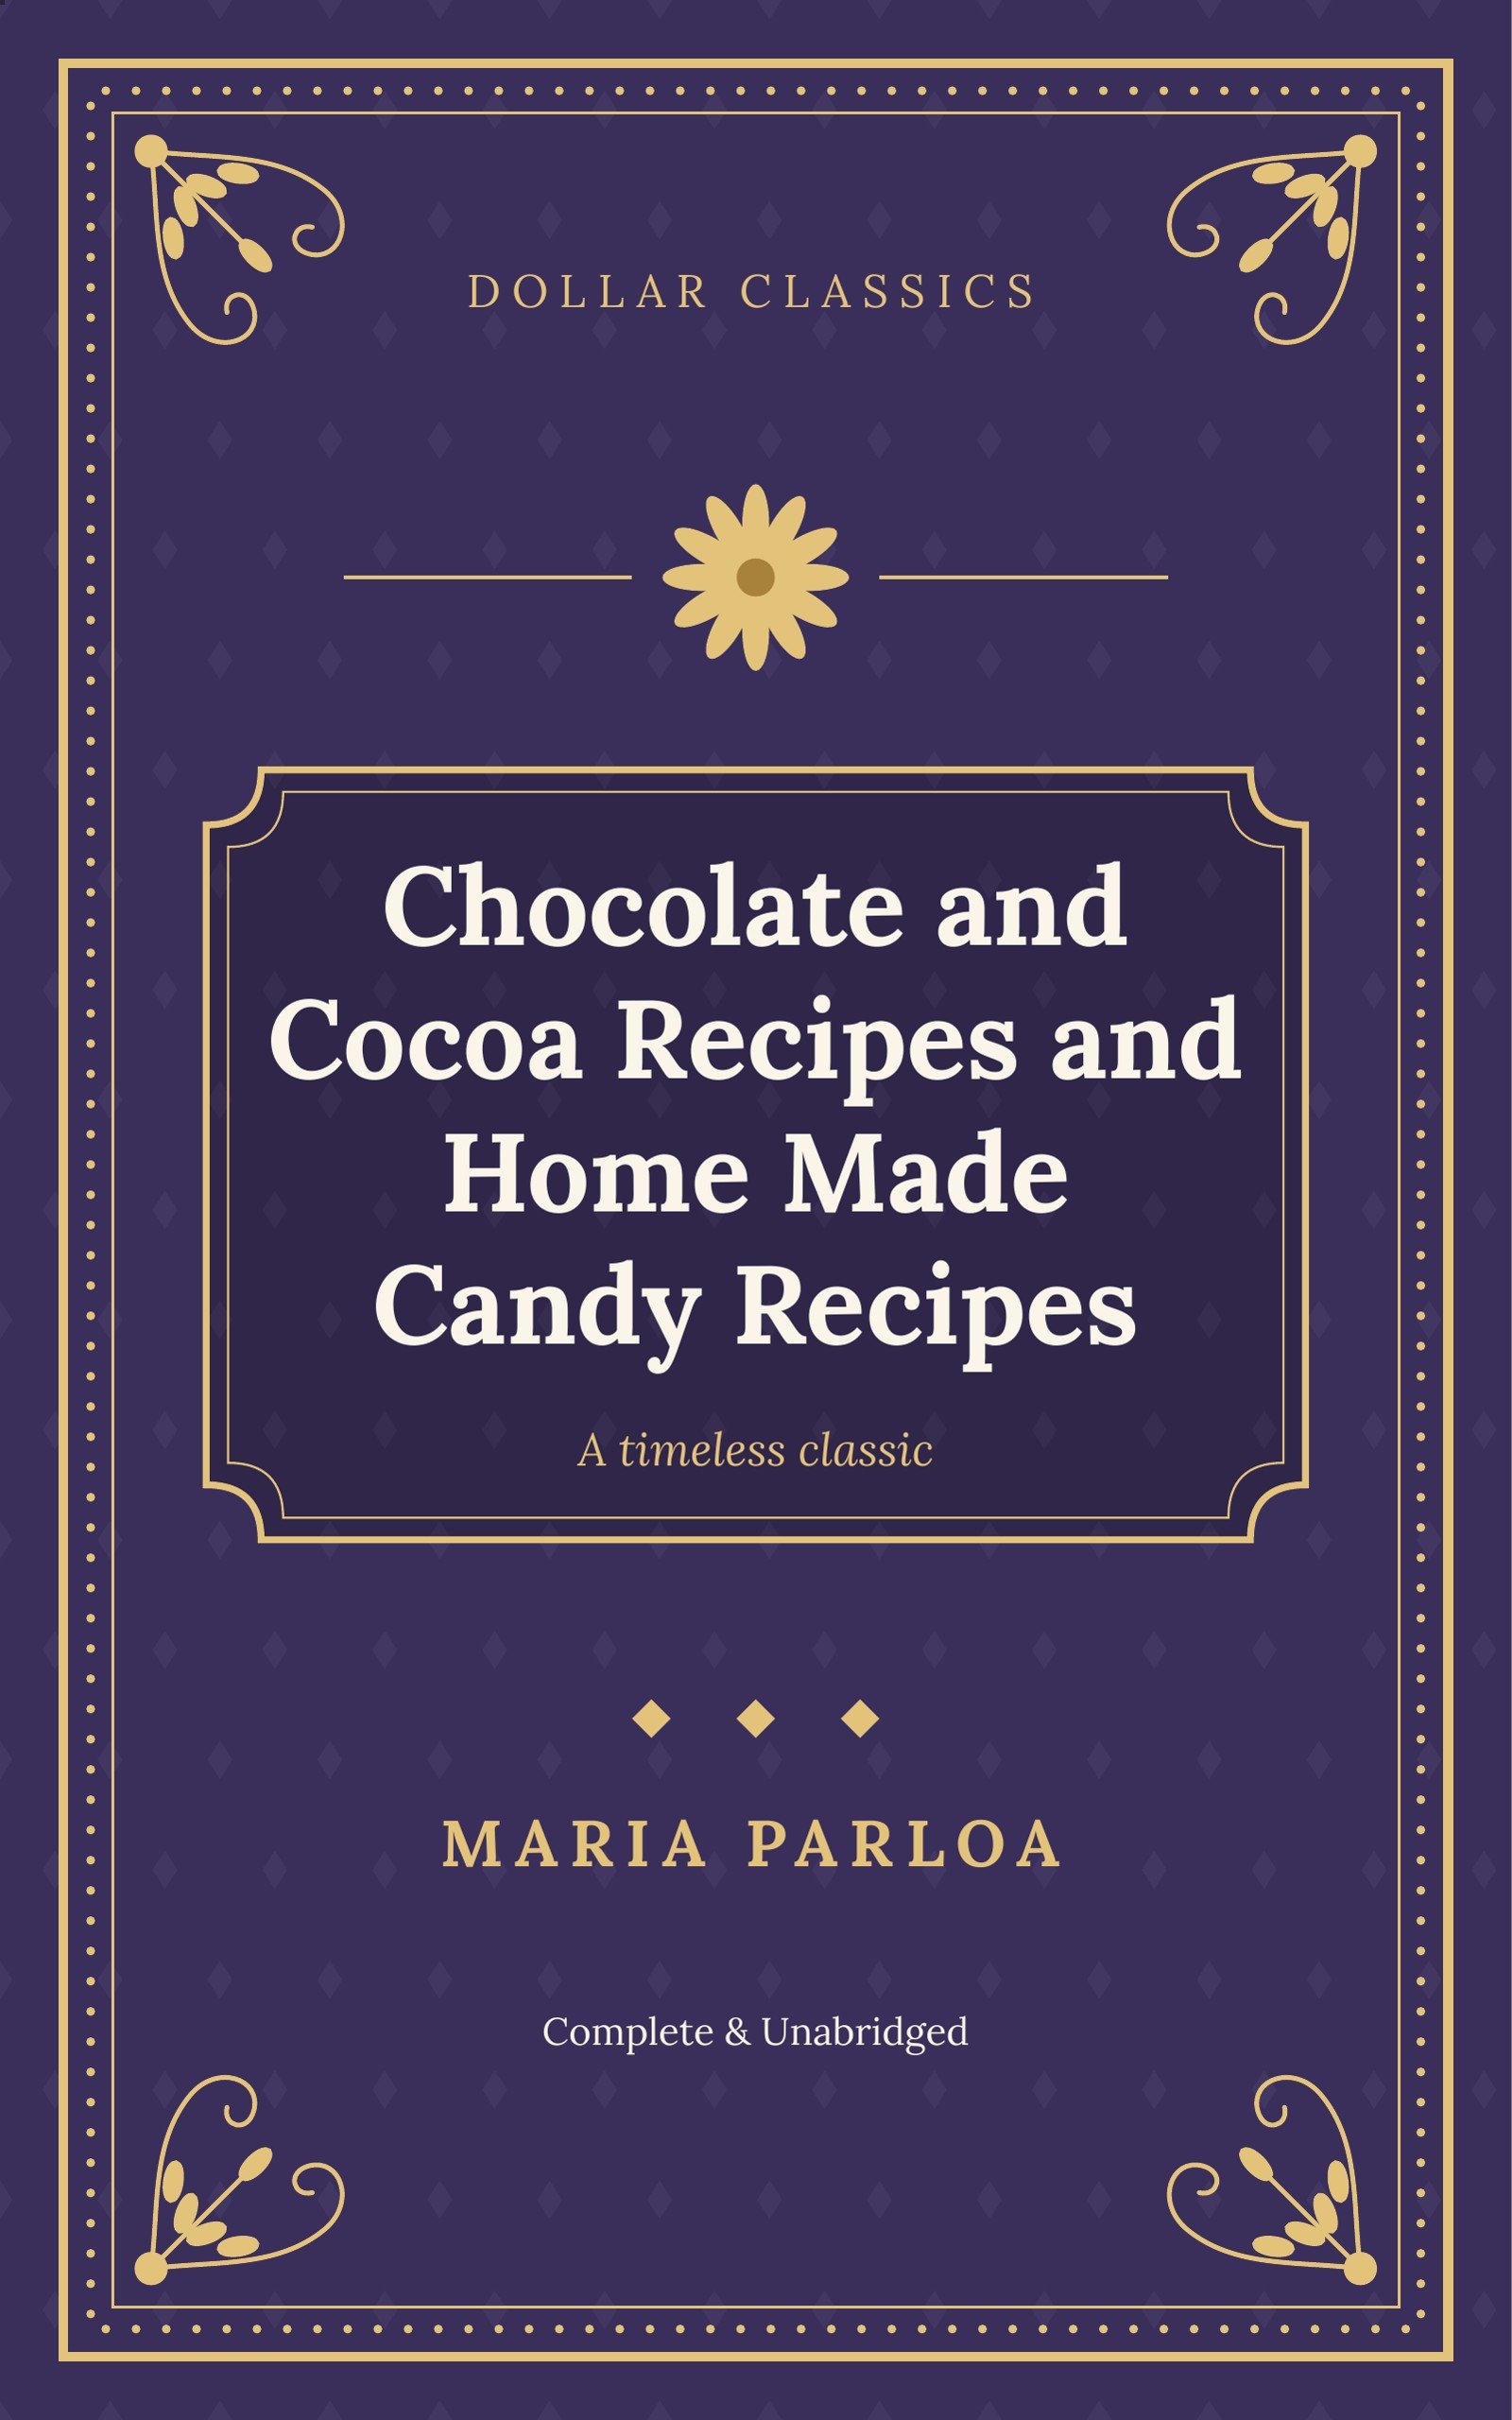 DOLLAR CLASSICS
Chocolate and
Cocoa Recipes and
Home Made
Candy Recipes
A timeless classic
MARIA PARLOA
Complete & Unabridged